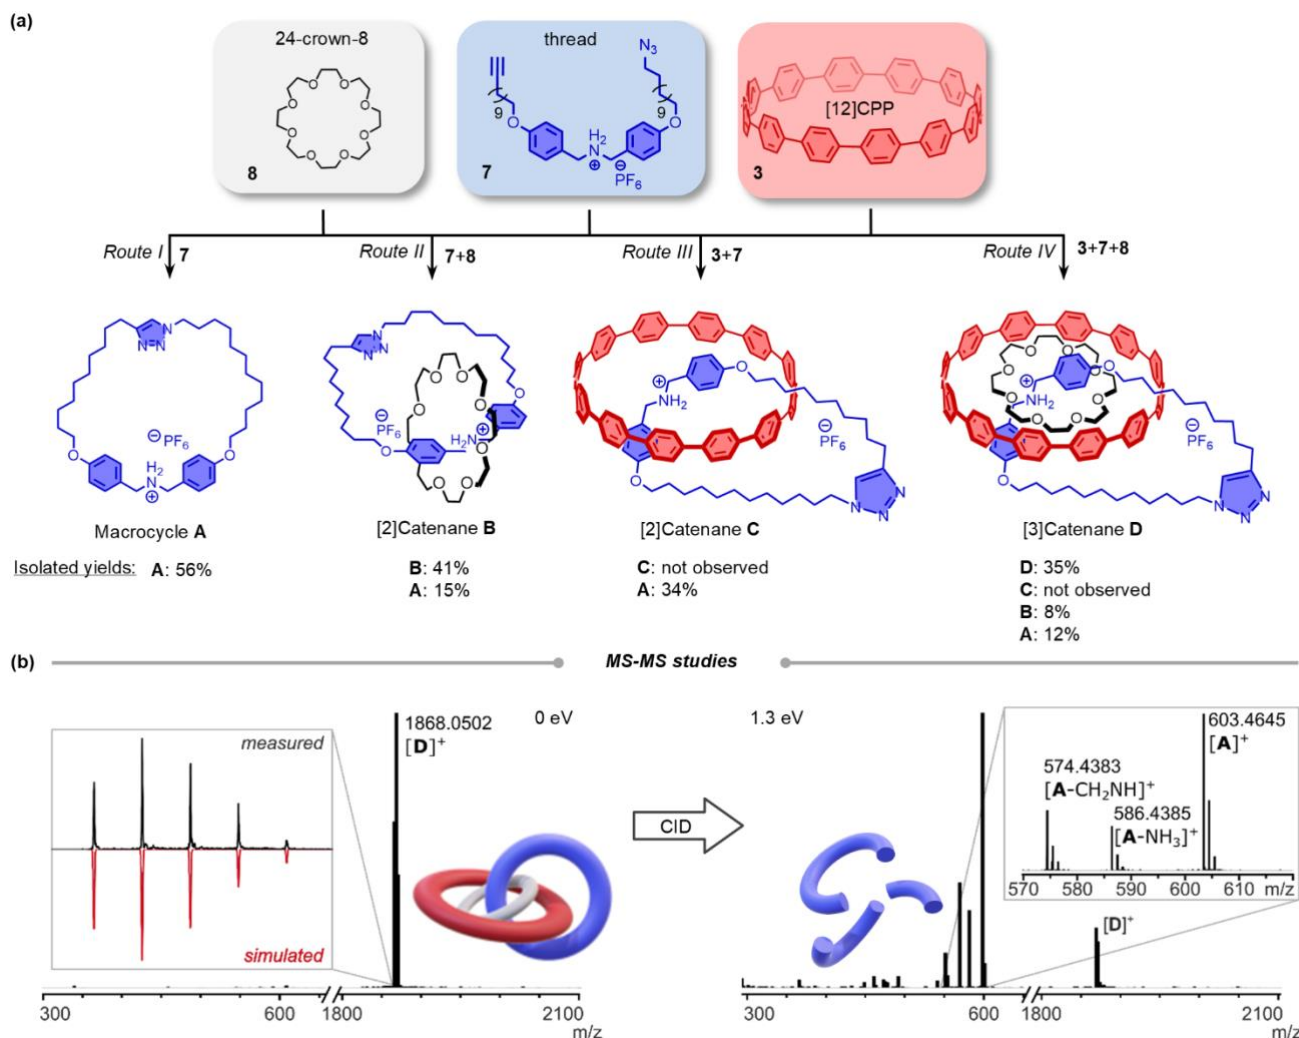 (a)
24-crown-8
8
thread
N3
9
9
O
O
H2
N
⊕
⊖
PF6
7
[12]CPP
3
Route I 7
Route II 7+8
Route III 3+7
Route IV 3+7+8
N
N
N
⊖
PF6
O
O
H2
N
⊕
Macrocycle A
[2]Catenane B
[2]Catenane C
[3]Catenane D
Isolated yields: A: 56%
B: 41%
A: 15%
C: not observed
A: 34%
D: 35%
C: not observed
B: 8%
A: 12%
(b)
MS-MS studies
measured
simulated
1868.0502
[D]+
0 eV
300
600
1800
2100
m/z
CID
1.3 eV
603.4645
[A]+
574.4383
[A-CH2NH]+
586.4385
[A-NH3]+
570 580 590 600 610 m/z
[D]+
300
600
1800
2100
m/z